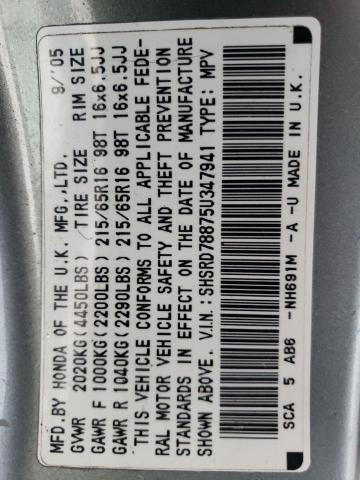 MFD.BY HONDA OF THE U.K. MFG.,LTD. 9/'05
GVWR 2020KG(4450LBS) (TIRE SIZE RIM SIZE
GAWR F 1000KG(2200LBS) 215/65R16 98T 16x6.5JJ
GAWR R 1040KG(2290LBS) 215/65R16 98T 16x6.5JJ
THIS VEHICLE CONFORMS TO ALL APPLICABLE FEDE-
RAL MOTOR VEHICLE SAFETY AND THEFT PREVENTION
STANDARDS IN EFFECT ON THE DATE OF MANUFACTURE
SHOWN ABOVE. V.I.N.: SHSRD78875U347941 TYPE: MPV
SCA 5 AB6 -NH691M -A -U MADE IN U.K.